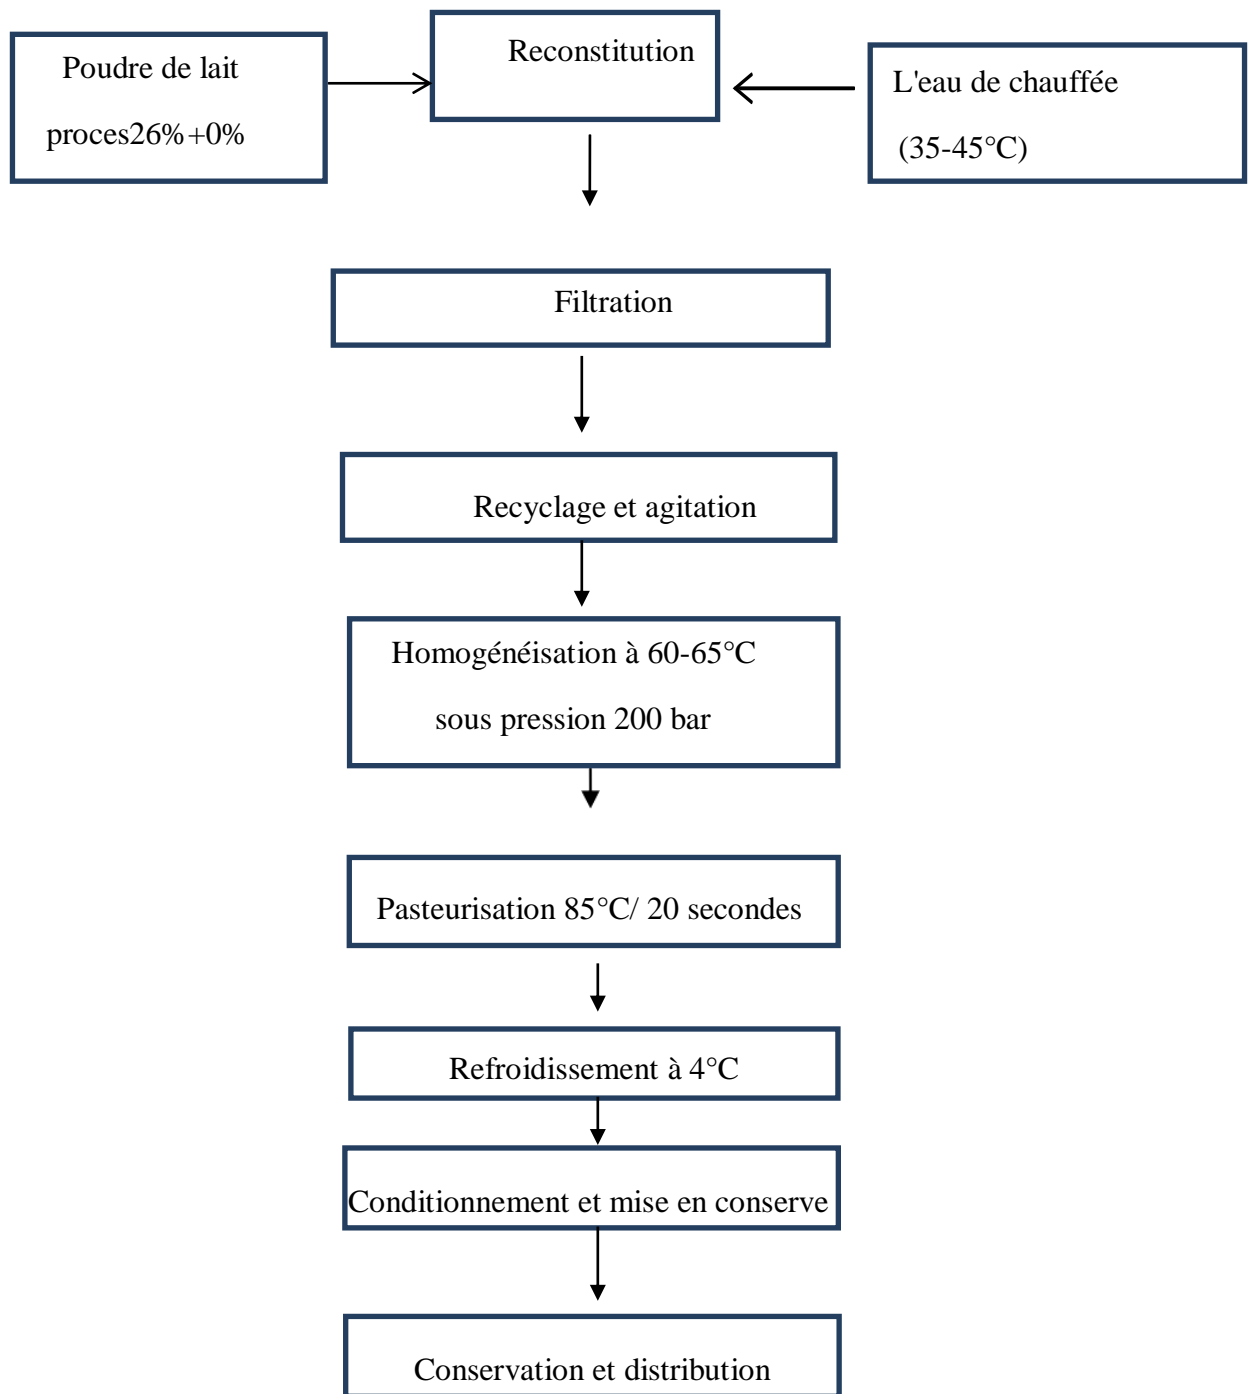 Poudre de lait
proces26%+0%
Reconstitution
L'eau de chauffée
(35-45°C)
Filtration
Recyclage et agitation
Homogénéisation à 60-65°C
sous pression 200 bar
Pasteurisation 85°C/ 20 secondes
Refroidissement à 4°C
Conditionnement et mise en conserve
Conservation et distribution